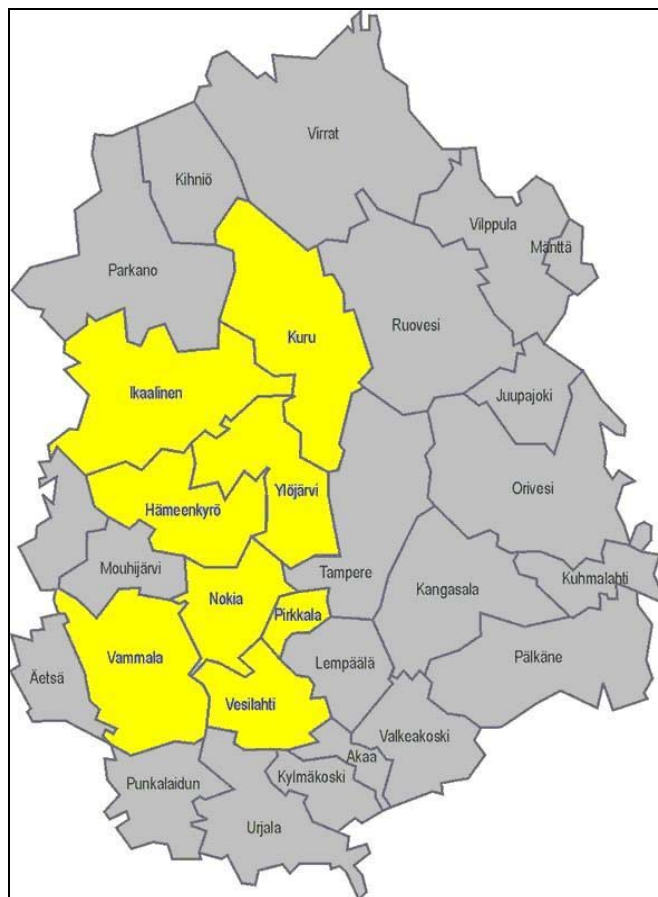 Virrat
Kihniö
Vilppula
Mänttä
Parkano
Ruovesi
Kuru
Ikaalinen
Juupajoki
Ylöjärvi
Orivesi
Hämeenkyrö
Mouhijärvi
Tampere
Kuhmalahti
Kangasala
Nokia
Pirkkala
Vammala
Lempäälä
Pälkäne
Äetsä
Vesilahti
Valkeakoski
Akaa
Kylmäkoski
Punkalaidun
Urjala